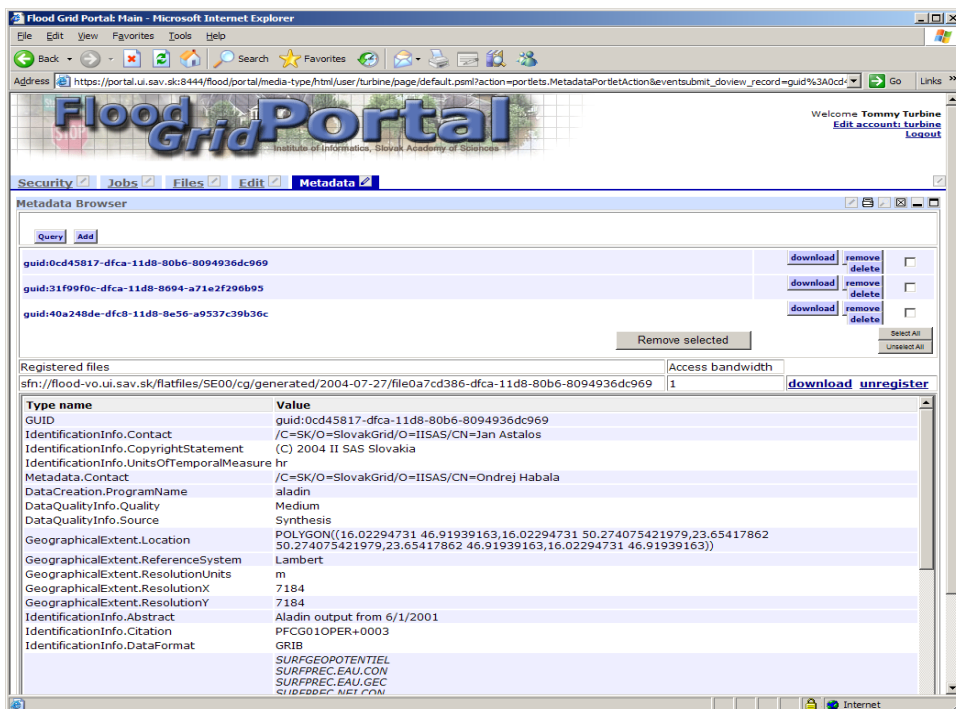 Flood Grid Portal: Main - Microsoft Internet Explorer
File Edit View Favorites Tools Help
Back Search Favorites
Address https://portal.ui.sav.sk:8444/flood/portal/media-type/html/user/turbine/page/default.psml?action=portlets.MetadataPortletAction&eventsubmit_doview_record=guid%3A0cd4 Go Links »
Flood Grid Portal
STOP
Institute of Informatics, Slovak Academy of Sciences
Welcome Tommy Turbine
Edit account: turbine
Logout
Security Jobs Files Edit Metadata
Metadata Browser
Query Add
guid:0cd45817-dfca-11d8-80b6-8094936dc969 download remove
delete
guid:31f99f0c-dfca-11d8-8694-a71e2f296b95 download remove
delete
guid:40a248de-dfc8-11d8-8e56-a9537c39b36c download remove
delete
Remove selected
Select All
Unselect All
Registered files Access bandwidth
sfn://flood-vo.ui.sav.sk/flatfiles/SE00/cg/generated/2004-07-27/file0a7cd386-dfca-11d8-80b6-8094936dc969 1 download unregister
Type name Value
GUID guid:0cd45817-dfca-11d8-80b6-8094936dc969
IdentificationInfo.Contact /C=SK/O=SlovakGrid/O=IISAS/CN=Jan Astalos
IdentificationInfo.CopyrightStatement (C) 2004 II SAS Slovakia
IdentificationInfo.UnitsOfTemporalMeasure hr
Metadata.Contact /C=SK/O=SlovakGrid/O=IISAS/CN=Ondrej Habala
DataCreation.ProgramName aladin
DataQualityInfo.Quality Medium
DataQualityInfo.Source Synthesis
GeographicalExtent.Location POLYGON((16.02294731 46.91939163,16.02294731 50.274075421979,23.65417862
50.274075421979,23.65417862 46.91939163,16.02294731 46.91939163))
GeographicalExtent.ReferenceSystem Lambert
GeographicalExtent.ResolutionUnits m
GeographicalExtent.ResolutionX 7184
GeographicalExtent.ResolutionY 7184
IdentificationInfo.Abstract Aladin output from 6/1/2001
IdentificationInfo.Citation PFCG01OPER+0003
IdentificationInfo.DataFormat GRIB
SURFGEOPOTENTIEL
SURFPREC.EAU.CON
SURFPREC.EAU.GEC
SURFPREC.NEI.CON
Internet